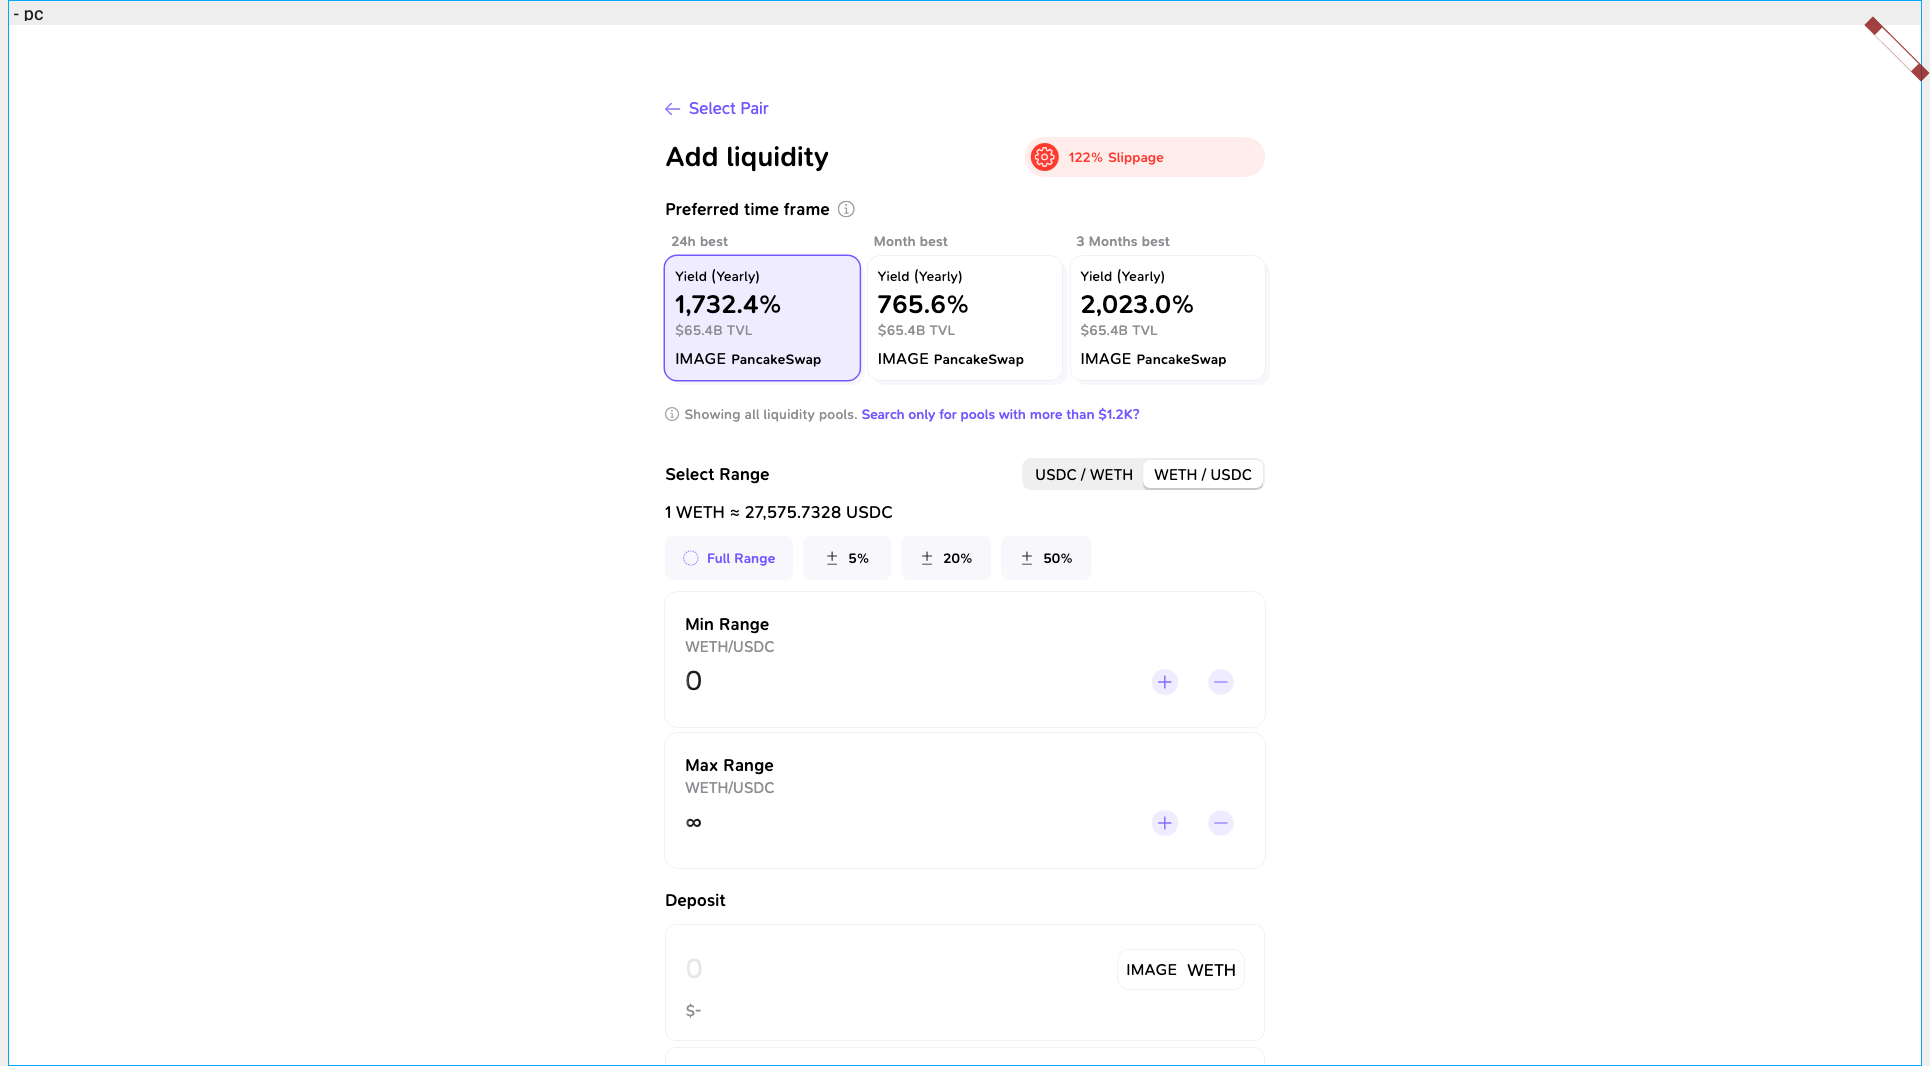 - pc
← Select Pair
Add liquidity
122% Slippage
Preferred time frame
24h best
Month best
3 Months best
Yield (Yearly)
1,732.4%
$65.4B TVL
IMAGE PancakeSwap
Yield (Yearly)
765.6%
$65.4B TVL
IMAGE PancakeSwap
Yield (Yearly)
2,023.0%
$65.4B TVL
IMAGE PancakeSwap
Showing all liquidity pools. Search only for pools with more than $1.2K?
Select Range
USDC / WETH
WETH / USDC
1 WETH ≈ 27,575.7328 USDC
Full Range
± 5%
± 20%
± 50%
Min Range
WETH/USDC
0
Max Range
WETH/USDC
∞
Deposit
0
IMAGE WETH
$-